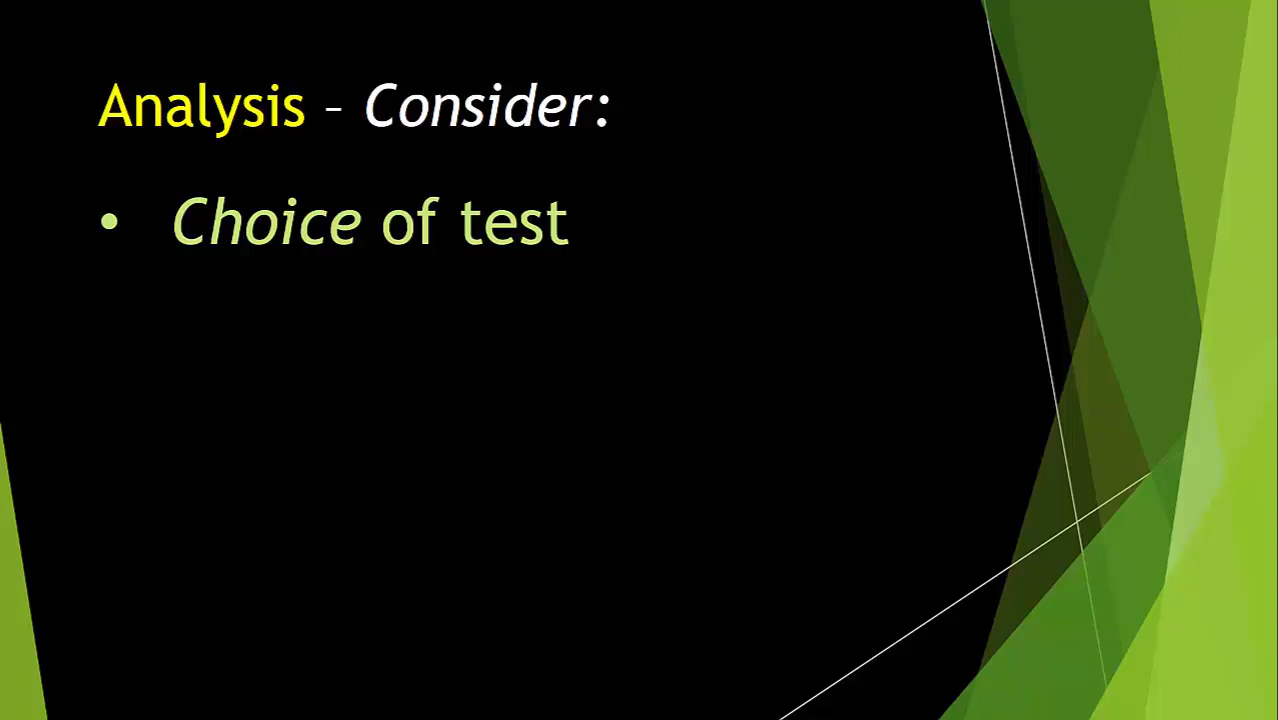 Analysis – Consider:
• Choice of test